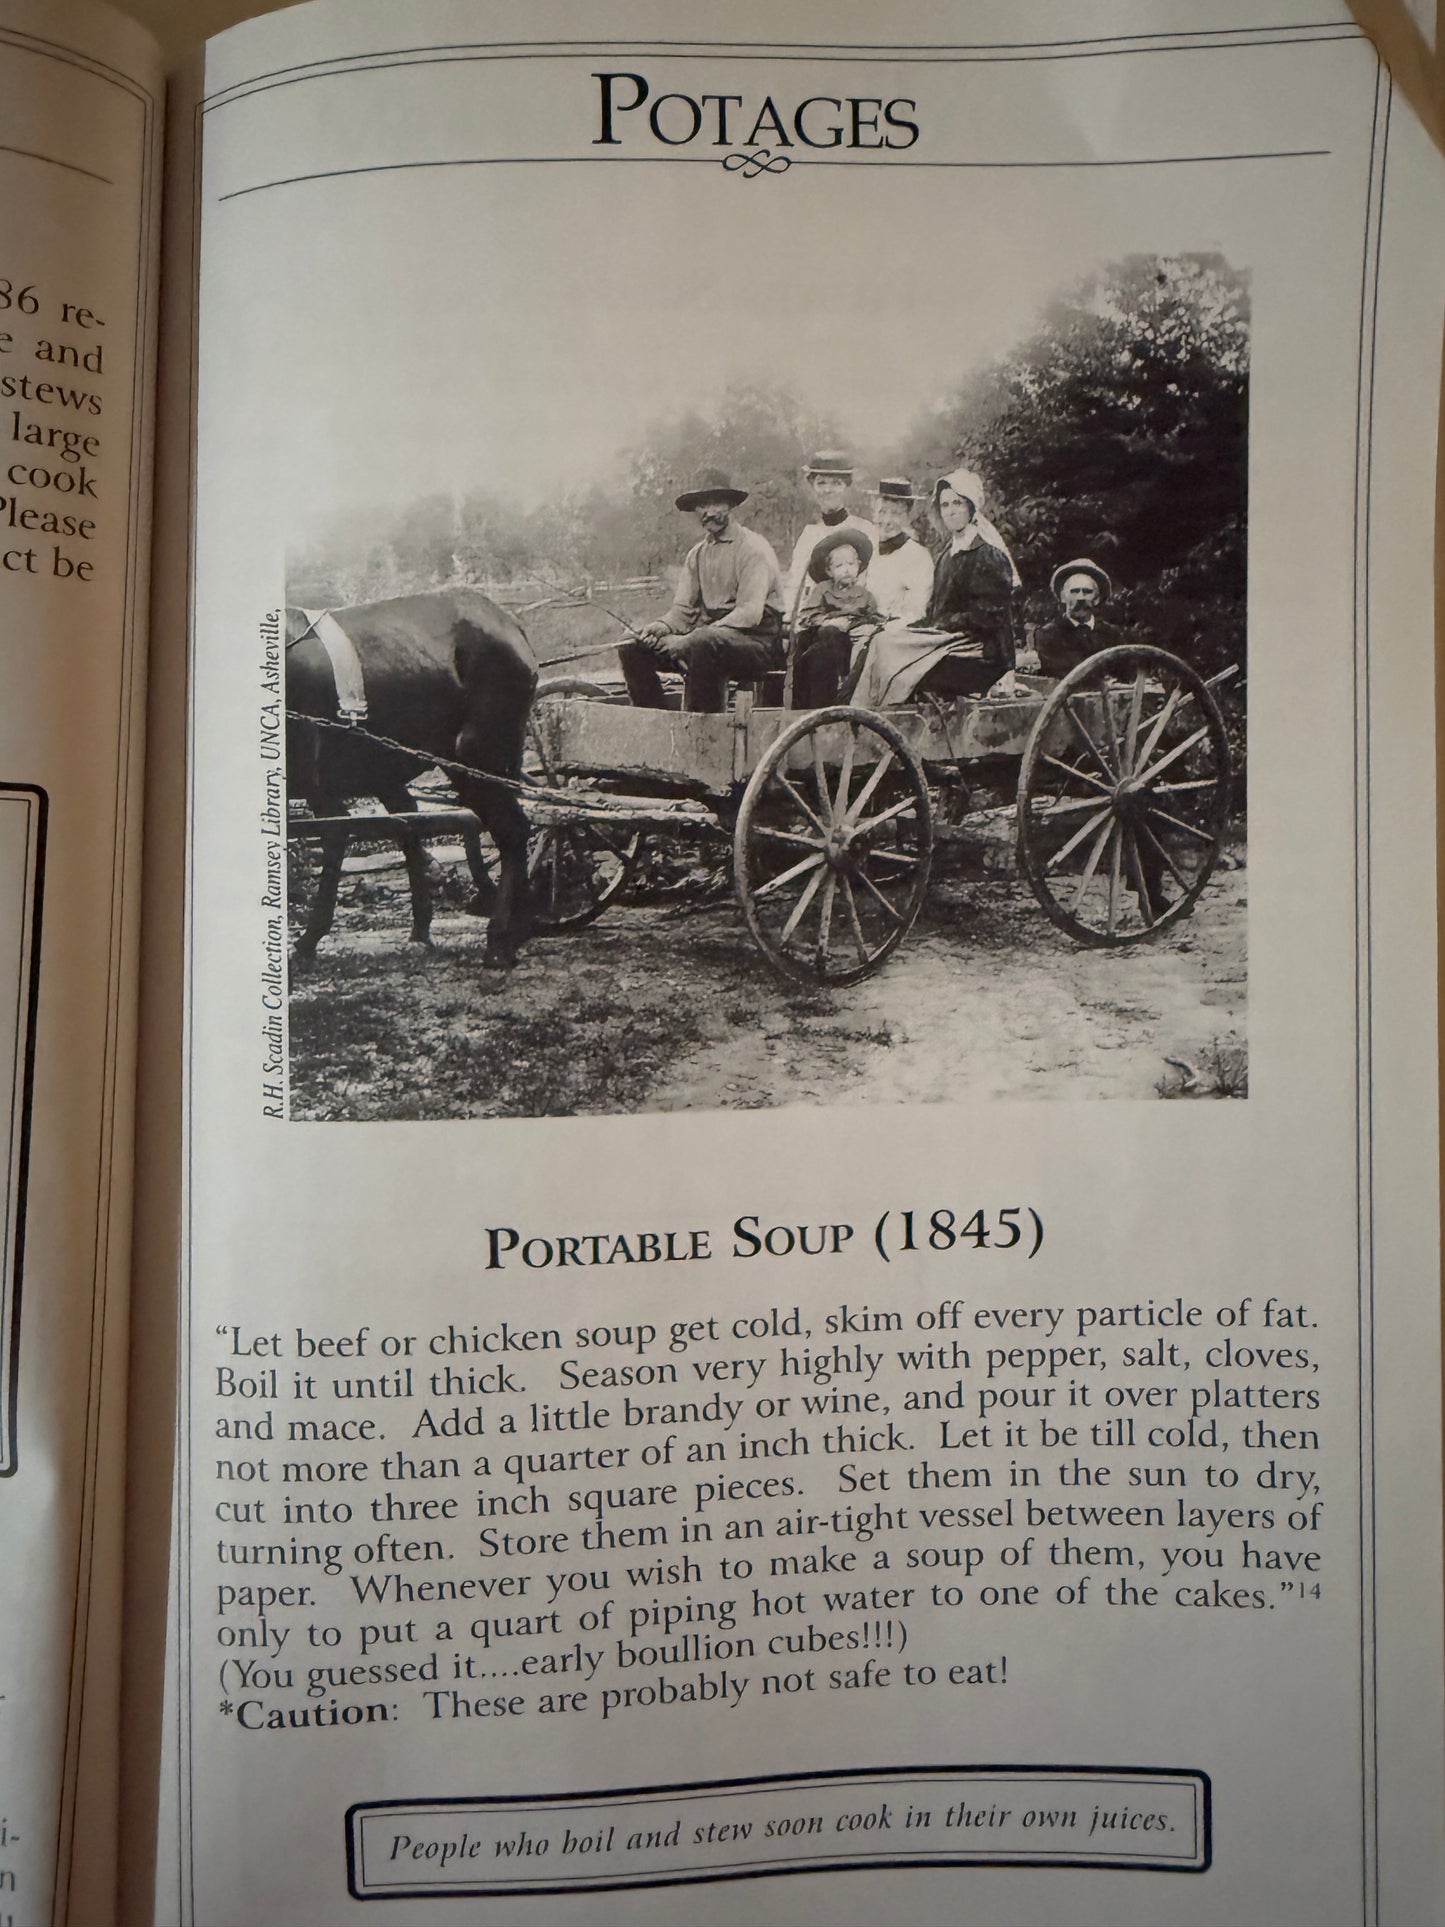 86 re-
e and
stews
large
cook
Please
ct be
i-
n
POTAGES
R.H. Scadin Collection, Ramsey Library, UNCA, Asheville,
PORTABLE SOUP (1845)
“Let beef or chicken soup get cold, skim off every particle of fat.
Boil it until thick. Season very highly with pepper, salt, cloves,
and mace. Add a little brandy or wine, and pour it over platters
not more than a quarter of an inch thick. Let it be till cold, then
cut into three inch square pieces. Set them in the sun to dry,
turning often. Store them in an air-tight vessel between layers of
paper. Whenever you wish to make a soup of them, you have
only to put a quart of piping hot water to one of the cakes.”14
(You guessed it....early boullion cubes!!!)
*Caution: These are probably not safe to eat!
People who boil and stew soon cook in their own juices.